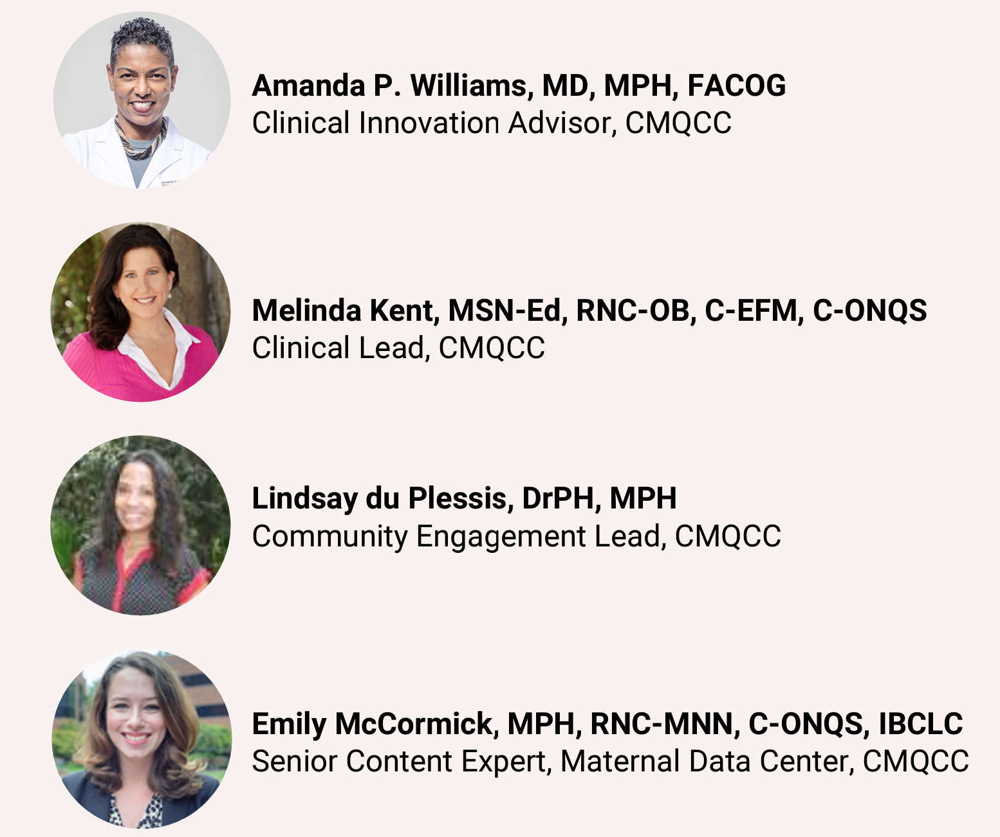 Amanda P. Williams, MD, MPH, FACOG
Clinical Innovation Advisor, CMQCC
Melinda Kent, MSN-Ed, RNC-OB, C-EFM, C-ONQS
Clinical Lead, CMQCC
Lindsay du Plessis, DrPH, MPH
Community Engagement Lead, CMQCC
Emily McCormick, MPH, RNC-MNN, C-ONQS, IBCLC
Senior Content Expert, Maternal Data Center, CMQCC